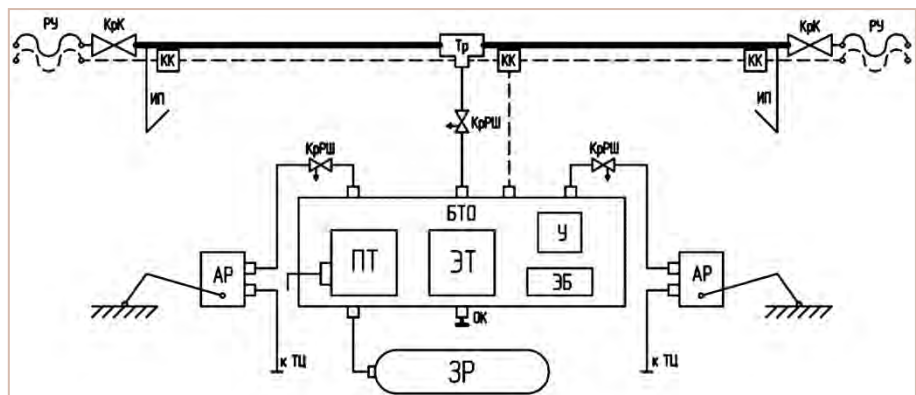 РУ КрК Тр КрК РУ
КК КК КК
ИП ИП
КрРШ
КрРШ КрРШ
БТО
У
АР ПТ ЭТ АР
ЭБ
ОК
к ТЦ к ТЦ
ЗР